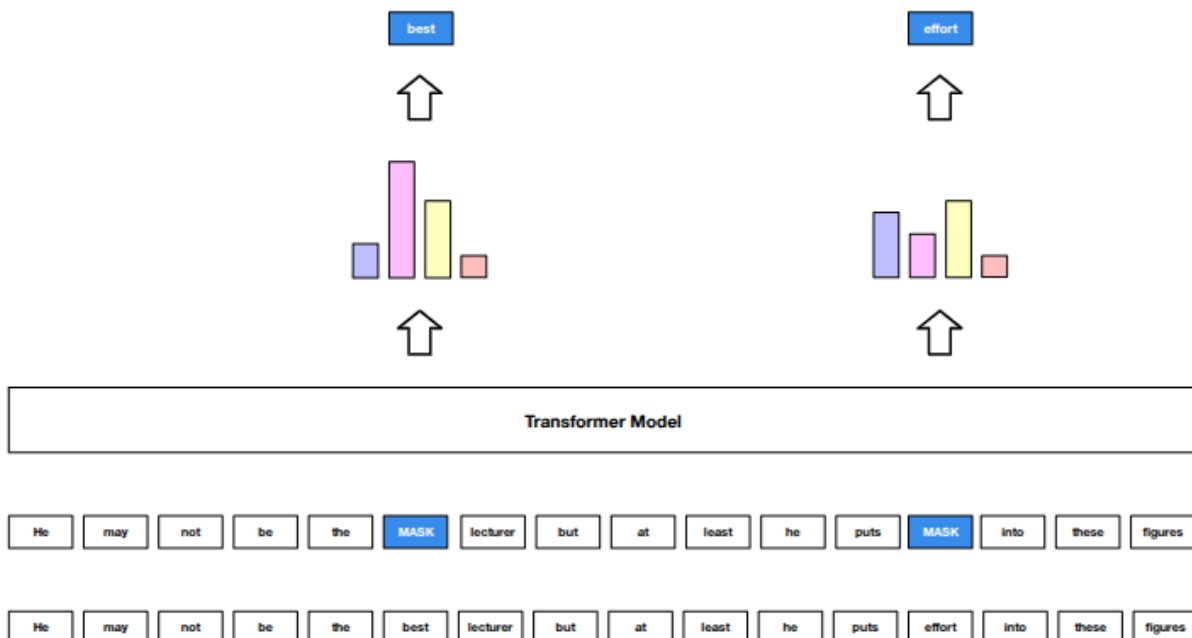 best effort
Transformer Model
He may not be the MASK lecturer but at least he puts MASK into these figures
He may not be the best lecturer but at least he puts effort into these figures